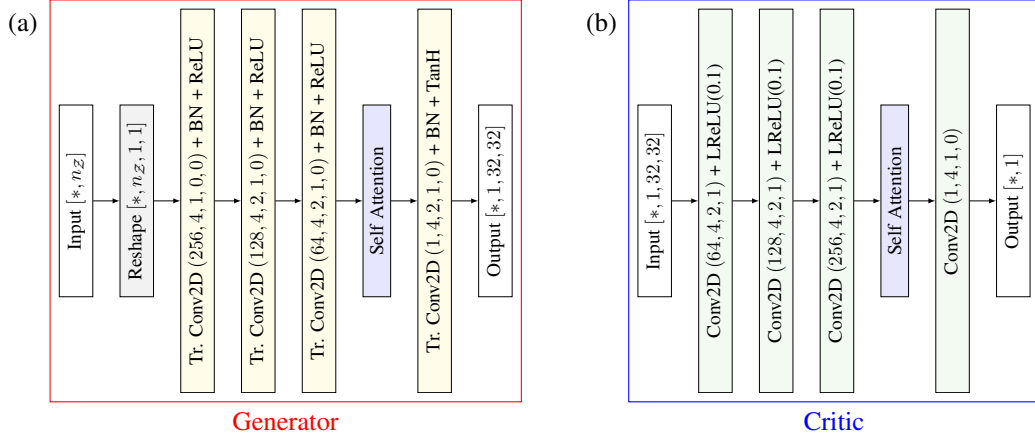 (a)
Input [∗, n_𝒵]
Reshape [∗, n_𝒵, 1, 1]
Tr. Conv2D (256, 4, 1, 0, 0) + BN + ReLU
Tr. Conv2D (128, 4, 2, 1, 0) + BN + ReLU
Tr. Conv2D (64, 4, 2, 1, 0) + BN + ReLU
Self Attention
Tr. Conv2D (1, 4, 2, 1, 0) + BN + TanH
Output [∗, 1, 32, 32]
Generator
(b)
Input [∗, 1, 32, 32]
Conv2D (64, 4, 2, 1) + LReLU(0.1)
Conv2D (128, 4, 2, 1) + LReLU(0.1)
Conv2D (256, 4, 2, 1) + LReLU(0.1)
Self Attention
Conv2D (1, 4, 1, 0)
Output [∗, 1]
Critic